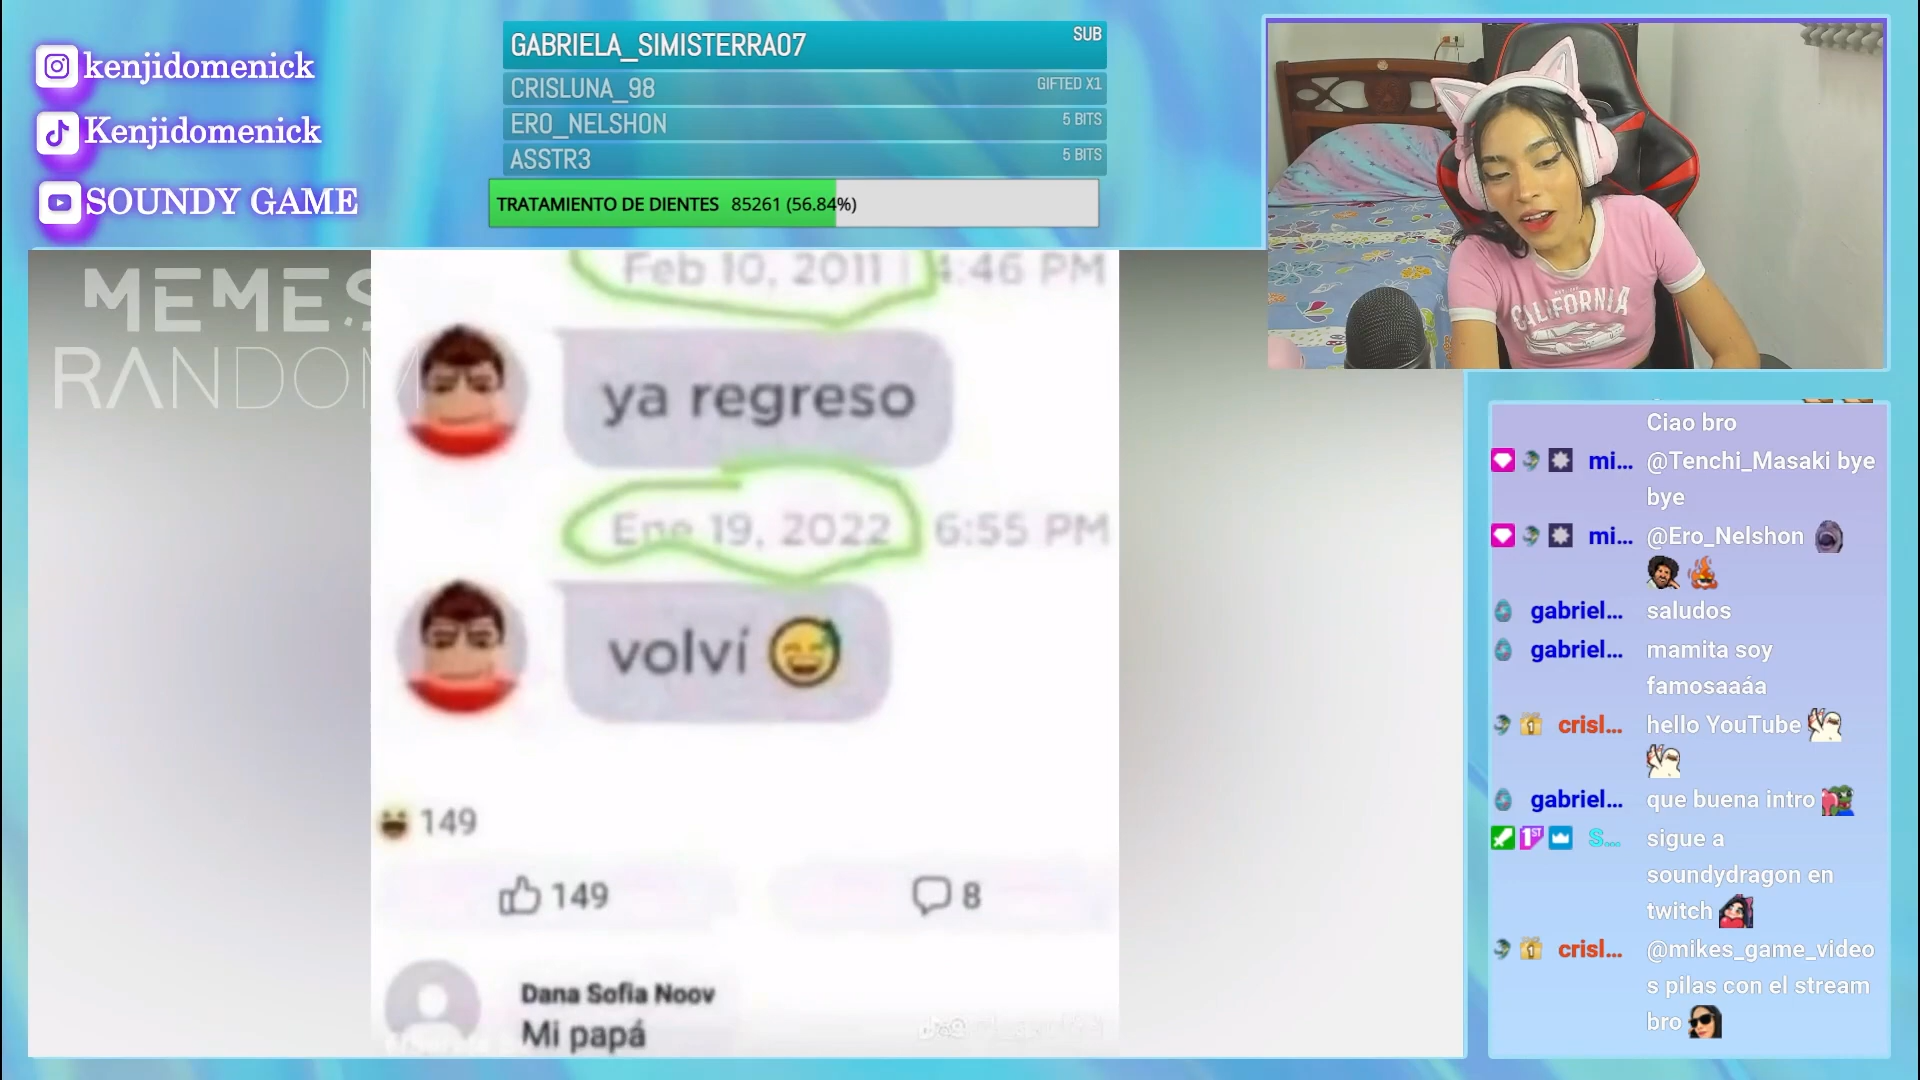 kenjidomenick
Kenjidomenick
SOUNDY GAME
GABRIELA_SIMISTERRA07 SUB
CRISLUNA_98 GIFTED X1
ERO_NELSHON 5 BITS
ASSTR3 5 BITS
TRATAMIENTO DE DIENTES 85261 (56.84%)
CALIFORNIA
MEMES
RANDOM
Feb 10, 2011 | 4:46 PM
ya regreso
Ene 19, 2022 6:55 PM
volví 😅
149
149 8
Dana Sofia Noov
Mi papá
Ciao bro
mi... @Tenchi_Masaki bye
bye
mi... @Ero_Nelshon
gabriel... saludos
gabriel... mamita soy
famosaaáa
crisl... hello YouTube
gabriel... que buena intro
1ST S... sigue a
soundydragon en
twitch
1 crisl... @mikes_game_video
s pilas con el stream
bro